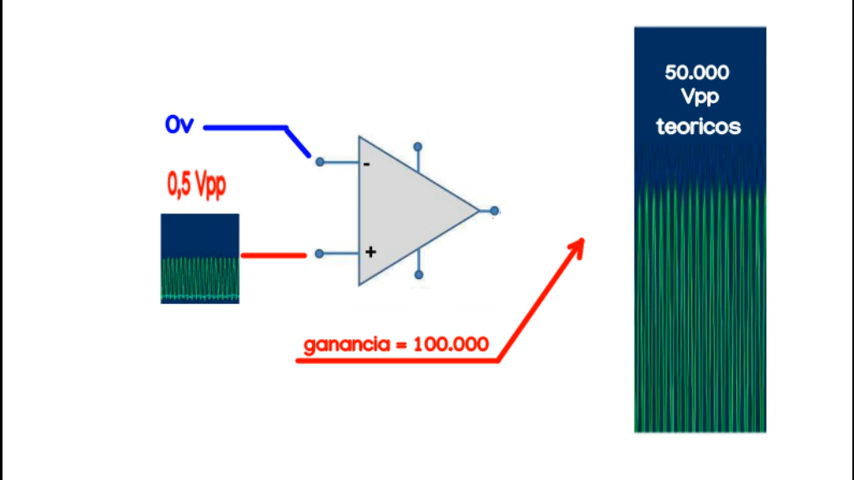 0v
0,5 Vpp
-
+
ganancia = 100.000
50.000
Vpp
teoricos